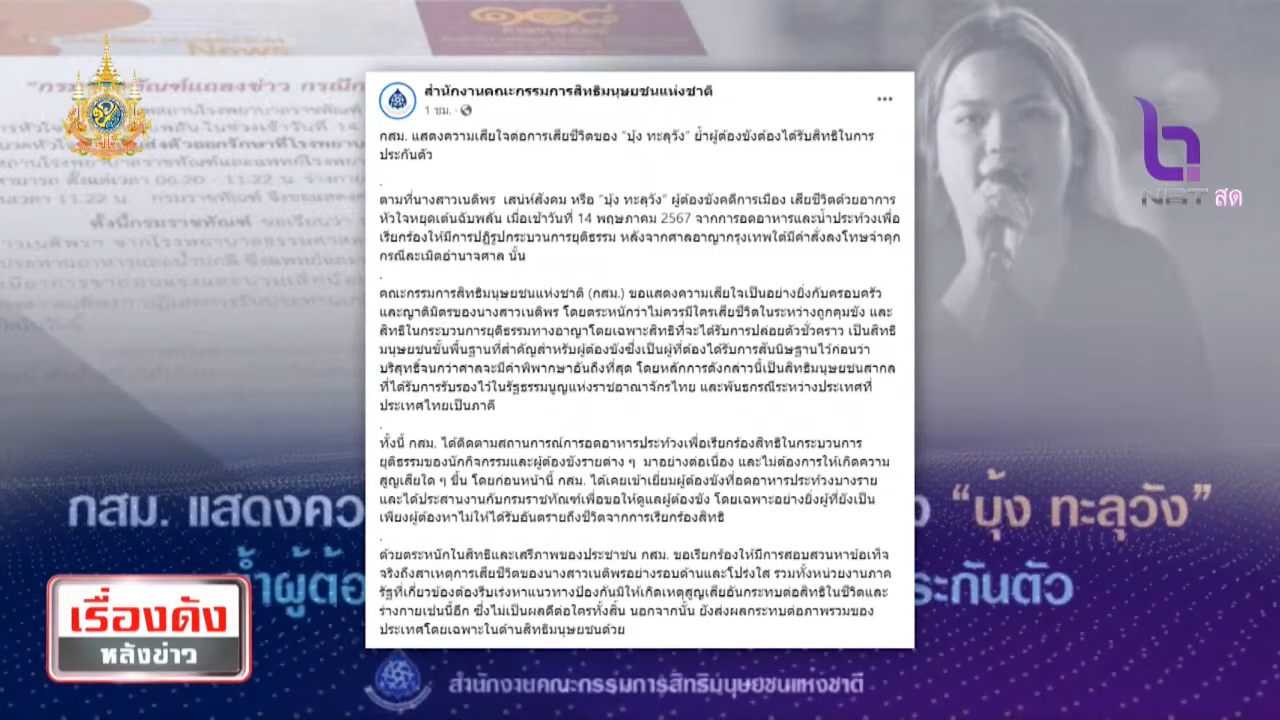 สำนักงานคณะกรรมการสิทธิมนุษยชนแห่งชาติ
1 ชม. ·
กสม. แสดงความเสียใจต่อการเสียชีวิตของ "บุ้ง ทะลุวัง" ย้ำผู้ต้องขังต้องได้รับสิทธิในการ
ประกันตัว
.
ตามที่นางสาวเนติพร เสน่ห์สังคม หรือ "บุ้ง ทะลุวัง" ผู้ต้องขังคดีการเมือง เสียชีวิตด้วยอาการ
หัวใจหยุดเต้นฉับพลัน เมื่อเช้าวันที่ 14 พฤษภาคม 2567 จากการอดอาหารและน้ำประท้วงเพื่อ
เรียกร้องให้มีการปฏิรูปกระบวนการยุติธรรม หลังจากศาลอาญากรุงเทพใต้มีคำสั่งลงโทษจำคุก
กรณีละเมิดอำนาจศาล นั้น
.
คณะกรรมการสิทธิมนุษยชนแห่งชาติ (กสม.) ขอแสดงความเสียใจเป็นอย่างยิ่งกับครอบครัว
และญาติมิตรของนางสาวเนติพร โดยตระหนักว่าไม่ควรมีใครเสียชีวิตในระหว่างถูกคุมขัง และ
สิทธิในกระบวนการยุติธรรมทางอาญาโดยเฉพาะสิทธิที่จะได้รับการปล่อยตัวชั่วคราว เป็นสิทธิ
มนุษยชนขั้นพื้นฐานที่สำคัญสำหรับผู้ต้องขังซึ่งเป็นผู้ที่ต้องได้รับการสันนิษฐานไว้ก่อนว่า
บริสุทธิ์จนกว่าศาลจะมีคำพิพากษาอันถึงที่สุด โดยหลักการดังกล่าวนี้เป็นสิทธิมนุษยชนสากล
ที่ได้รับการรับรองไว้ในรัฐธรรมนูญแห่งราชอาณาจักรไทย และพันธกรณีระหว่างประเทศที่
ประเทศไทยเป็นภาคี
.
ทั้งนี้ กสม. ได้ติดตามสถานการณ์การอดอาหารประท้วงเพื่อเรียกร้องสิทธิในกระบวนการ
ยุติธรรมของนักกิจกรรมและผู้ต้องขังรายต่าง ๆ มาอย่างต่อเนื่อง และไม่ต้องการให้เกิดความ
สูญเสียใด ๆ ขึ้น โดยก่อนหน้านี้ กสม. ได้เคยเข้าเยี่ยมผู้ต้องขังที่อดอาหารประท้วงบางราย
และได้ประสานงานกับกรมราชทัณฑ์เพื่อขอให้ดูแลผู้ต้องขัง โดยเฉพาะอย่างยิ่งผู้ที่ยังเป็น
เพียงผู้ต้องหาไม่ให้ได้รับอันตรายถึงชีวิตจากการเรียกร้องสิทธิ
.
ด้วยตระหนักในสิทธิและเสรีภาพของประชาชน กสม. ขอเรียกร้องให้มีการสอบสวนหาข้อเท็จ
จริงถึงสาเหตุการเสียชีวิตของนางสาวเนติพรอย่างรอบด้านและโปร่งใส รวมทั้งหน่วยงานภาค
รัฐที่เกี่ยวข้องต้องรีบเร่งหาแนวทางป้องกันมิให้เกิดเหตุสูญเสียอันกระทบต่อสิทธิในชีวิตและ
ร่างกายเช่นนี้อีก ซึ่งไม่เป็นผลดีต่อใครทั้งสิ้น นอกจากนั้น ยังส่งผลกระทบต่อภาพรวมของ
ประเทศโดยเฉพาะในด้านสิทธิมนุษยชนด้วย
NBT สด
กสม. แสดงคว
"บุ้ง ทะลุวัง"
ย้ำผู้ต้อ
ระกันตัว
เรื่องดัง
หลังข่าว
สำนักงานคณะกรรมการสิทธิมนุษยชนแห่งชาติ